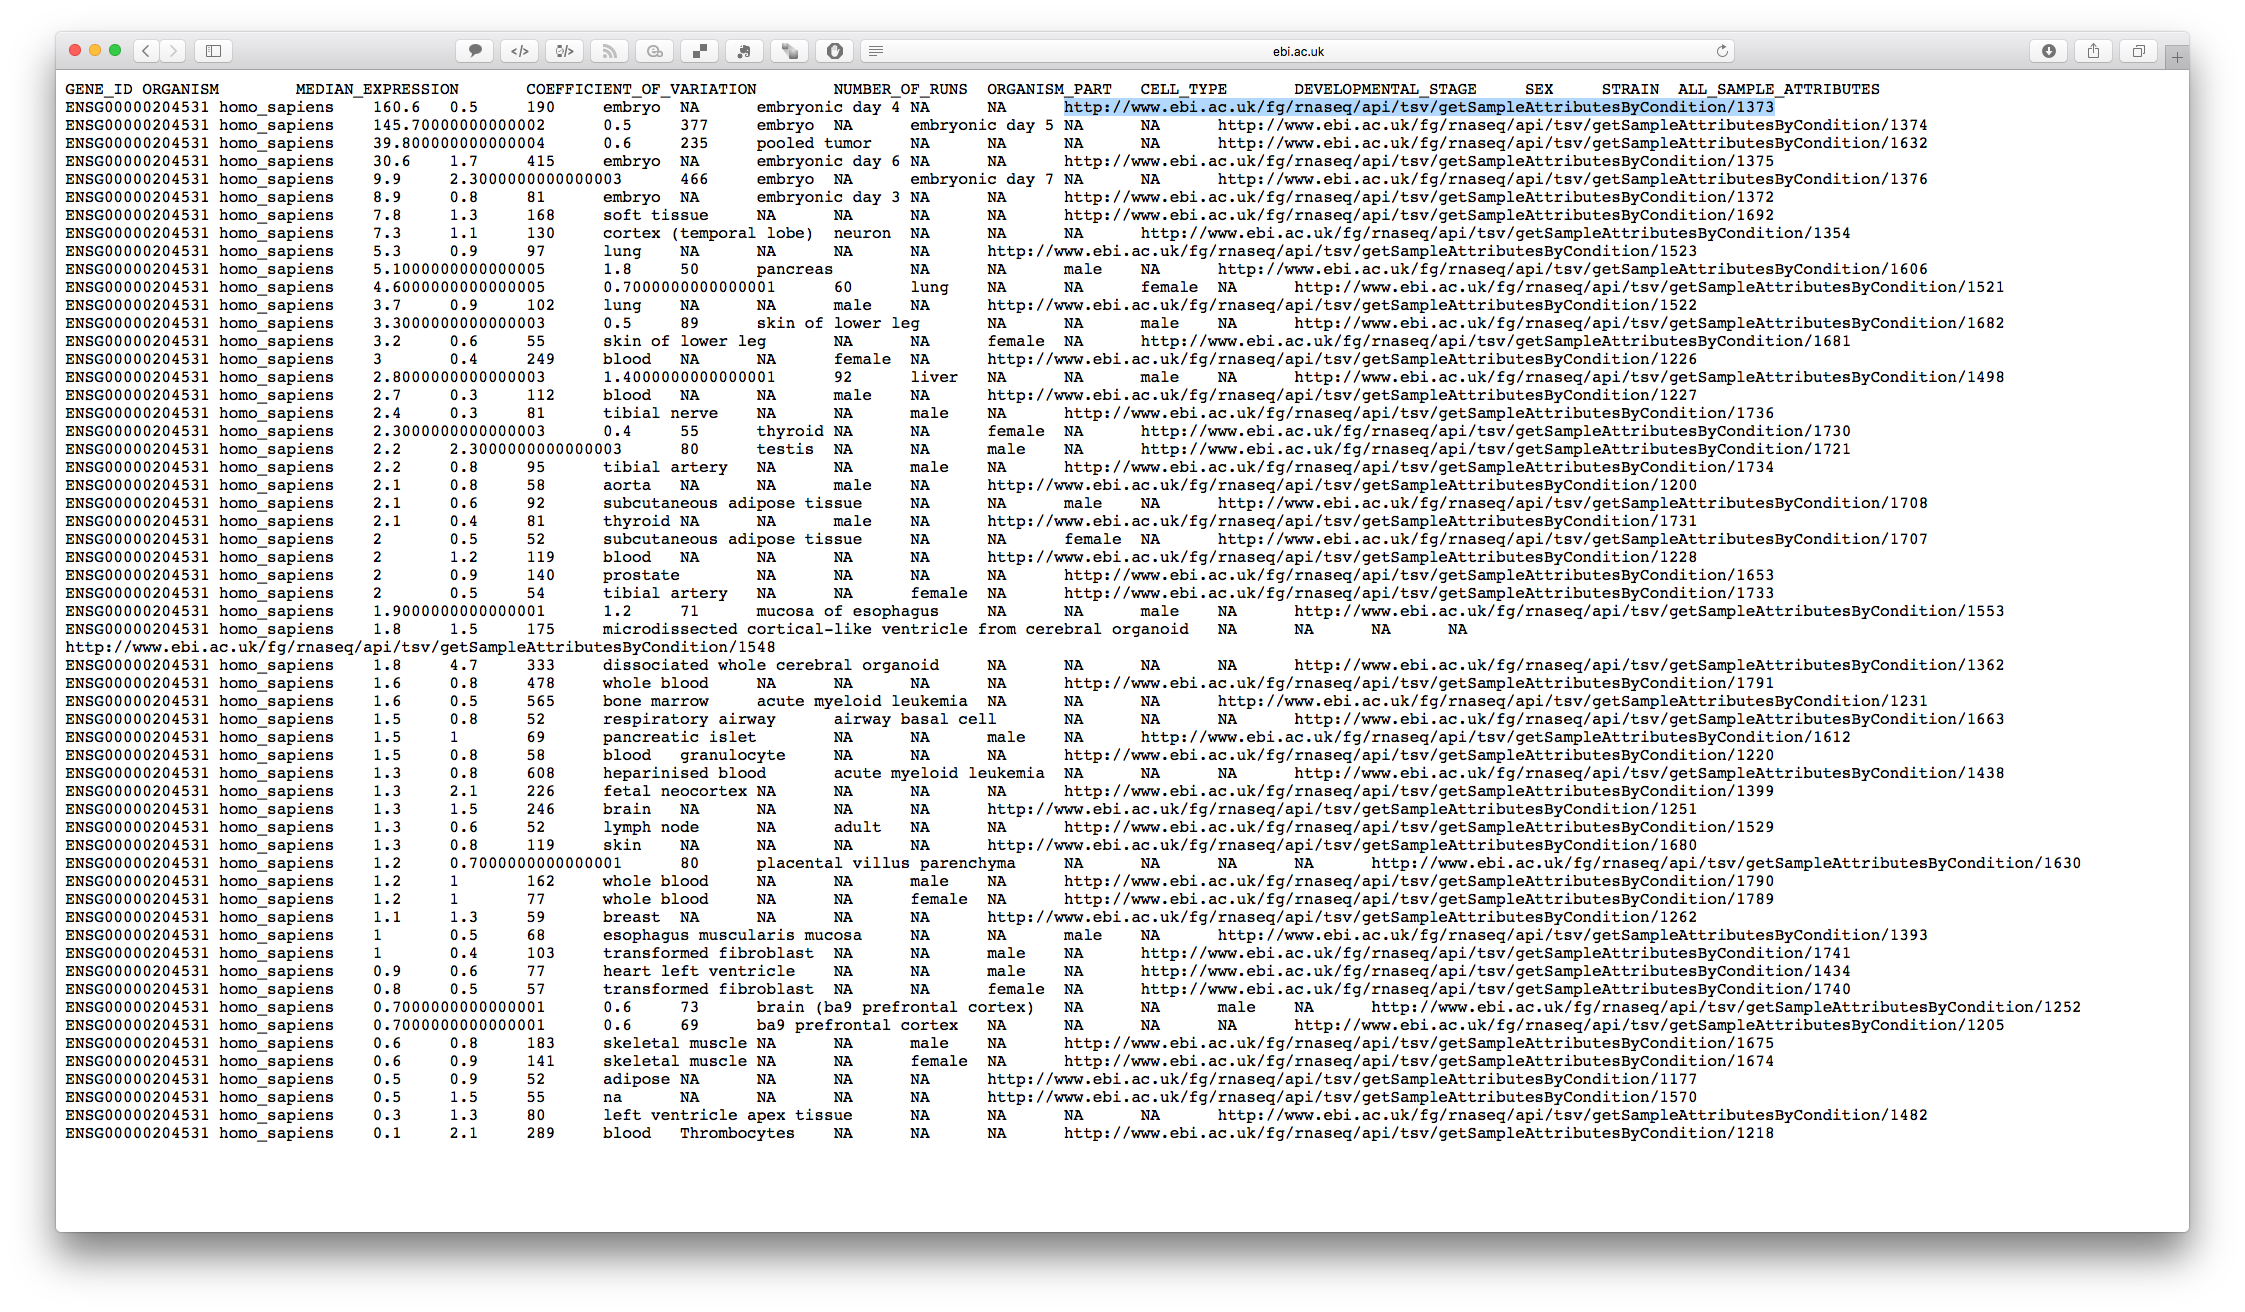 ebi.ac.uk
GENE_ID ORGANISM MEDIAN_EXPRESSION COEFFICIENT_OF_VARIATION NUMBER_OF_RUNS ORGANISM_PART CELL_TYPE DEVELOPMENTAL_STAGE SEX STRAIN ALL_SAMPLE_ATTRIBUTES
ENSG00000204531 homo_sapiens 160.6 0.5 190 embryo NA embryonic day 4 NA NA http://www.ebi.ac.uk/fg/rnaseq/api/tsv/getSampleAttributesByCondition/1373
ENSG00000204531 homo_sapiens 145.70000000000002 0.5 377 embryo NA embryonic day 5 NA NA http://www.ebi.ac.uk/fg/rnaseq/api/tsv/getSampleAttributesByCondition/1374
ENSG00000204531 homo_sapiens 39.800000000000004 0.6 235 pooled tumor NA NA NA NA http://www.ebi.ac.uk/fg/rnaseq/api/tsv/getSampleAttributesByCondition/1632
ENSG00000204531 homo_sapiens 30.6 1.7 415 embryo NA embryonic day 6 NA NA http://www.ebi.ac.uk/fg/rnaseq/api/tsv/getSampleAttributesByCondition/1375
ENSG00000204531 homo_sapiens 9.9 2.3000000000000003 466 embryo NA embryonic day 7 NA NA http://www.ebi.ac.uk/fg/rnaseq/api/tsv/getSampleAttributesByCondition/1376
ENSG00000204531 homo_sapiens 8.9 0.8 81 embryo NA embryonic day 3 NA NA http://www.ebi.ac.uk/fg/rnaseq/api/tsv/getSampleAttributesByCondition/1372
ENSG00000204531 homo_sapiens 7.8 1.3 168 soft tissue NA NA NA NA http://www.ebi.ac.uk/fg/rnaseq/api/tsv/getSampleAttributesByCondition/1692
ENSG00000204531 homo_sapiens 7.3 1.1 130 cortex (temporal lobe) neuron NA NA NA http://www.ebi.ac.uk/fg/rnaseq/api/tsv/getSampleAttributesByCondition/1354
ENSG00000204531 homo_sapiens 5.3 0.9 97 lung NA NA NA NA http://www.ebi.ac.uk/fg/rnaseq/api/tsv/getSampleAttributesByCondition/1523
ENSG00000204531 homo_sapiens 5.1000000000000005 1.8 50 pancreas NA NA male NA http://www.ebi.ac.uk/fg/rnaseq/api/tsv/getSampleAttributesByCondition/1606
ENSG00000204531 homo_sapiens 4.6000000000000005 0.7000000000000001 60 lung NA NA female NA http://www.ebi.ac.uk/fg/rnaseq/api/tsv/getSampleAttributesByCondition/1521
ENSG00000204531 homo_sapiens 3.7 0.9 102 lung NA NA male NA http://www.ebi.ac.uk/fg/rnaseq/api/tsv/getSampleAttributesByCondition/1522
ENSG00000204531 homo_sapiens 3.3000000000000003 0.5 89 skin of lower leg NA NA male NA http://www.ebi.ac.uk/fg/rnaseq/api/tsv/getSampleAttributesByCondition/1682
ENSG00000204531 homo_sapiens 3.2 0.6 55 skin of lower leg NA NA female NA http://www.ebi.ac.uk/fg/rnaseq/api/tsv/getSampleAttributesByCondition/1681
ENSG00000204531 homo_sapiens 3 0.4 249 blood NA NA female NA http://www.ebi.ac.uk/fg/rnaseq/api/tsv/getSampleAttributesByCondition/1226
ENSG00000204531 homo_sapiens 2.8000000000000003 1.4000000000000001 92 liver NA NA male NA http://www.ebi.ac.uk/fg/rnaseq/api/tsv/getSampleAttributesByCondition/1498
ENSG00000204531 homo_sapiens 2.7 0.3 112 blood NA NA male NA http://www.ebi.ac.uk/fg/rnaseq/api/tsv/getSampleAttributesByCondition/1227
ENSG00000204531 homo_sapiens 2.4 0.3 81 tibial nerve NA NA male NA http://www.ebi.ac.uk/fg/rnaseq/api/tsv/getSampleAttributesByCondition/1736
ENSG00000204531 homo_sapiens 2.3000000000000003 0.4 55 thyroid NA NA female NA http://www.ebi.ac.uk/fg/rnaseq/api/tsv/getSampleAttributesByCondition/1730
ENSG00000204531 homo_sapiens 2.2 2.3000000000000003 80 testis NA NA male NA http://www.ebi.ac.uk/fg/rnaseq/api/tsv/getSampleAttributesByCondition/1721
ENSG00000204531 homo_sapiens 2.2 0.8 95 tibial artery NA NA male NA http://www.ebi.ac.uk/fg/rnaseq/api/tsv/getSampleAttributesByCondition/1734
ENSG00000204531 homo_sapiens 2.1 0.8 58 aorta NA NA male NA http://www.ebi.ac.uk/fg/rnaseq/api/tsv/getSampleAttributesByCondition/1200
ENSG00000204531 homo_sapiens 2.1 0.6 92 subcutaneous adipose tissue NA NA male NA http://www.ebi.ac.uk/fg/rnaseq/api/tsv/getSampleAttributesByCondition/1708
ENSG00000204531 homo_sapiens 2.1 0.4 81 thyroid NA NA male NA http://www.ebi.ac.uk/fg/rnaseq/api/tsv/getSampleAttributesByCondition/1731
ENSG00000204531 homo_sapiens 2 0.5 52 subcutaneous adipose tissue NA NA female NA http://www.ebi.ac.uk/fg/rnaseq/api/tsv/getSampleAttributesByCondition/1707
ENSG00000204531 homo_sapiens 2 1.2 119 blood NA NA NA NA http://www.ebi.ac.uk/fg/rnaseq/api/tsv/getSampleAttributesByCondition/1228
ENSG00000204531 homo_sapiens 2 0.9 140 prostate NA NA NA NA http://www.ebi.ac.uk/fg/rnaseq/api/tsv/getSampleAttributesByCondition/1653
ENSG00000204531 homo_sapiens 2 0.5 54 tibial artery NA NA female NA http://www.ebi.ac.uk/fg/rnaseq/api/tsv/getSampleAttributesByCondition/1733
ENSG00000204531 homo_sapiens 1.9000000000000001 1.2 71 mucosa of esophagus NA NA male NA http://www.ebi.ac.uk/fg/rnaseq/api/tsv/getSampleAttributesByCondition/1553
ENSG00000204531 homo_sapiens 1.8 1.5 175 microdissected cortical-like ventricle from cerebral organoid NA NA NA NA
http://www.ebi.ac.uk/fg/rnaseq/api/tsv/getSampleAttributesByCondition/1548
ENSG00000204531 homo_sapiens 1.8 4.7 333 dissociated whole cerebral organoid NA NA NA NA http://www.ebi.ac.uk/fg/rnaseq/api/tsv/getSampleAttributesByCondition/1362
ENSG00000204531 homo_sapiens 1.6 0.8 478 whole blood NA NA NA NA http://www.ebi.ac.uk/fg/rnaseq/api/tsv/getSampleAttributesByCondition/1791
ENSG00000204531 homo_sapiens 1.6 0.5 565 bone marrow acute myeloid leukemia NA NA NA http://www.ebi.ac.uk/fg/rnaseq/api/tsv/getSampleAttributesByCondition/1231
ENSG00000204531 homo_sapiens 1.5 0.8 52 respiratory airway airway basal cell NA NA NA http://www.ebi.ac.uk/fg/rnaseq/api/tsv/getSampleAttributesByCondition/1663
ENSG00000204531 homo_sapiens 1.5 1 69 pancreatic islet NA NA male NA http://www.ebi.ac.uk/fg/rnaseq/api/tsv/getSampleAttributesByCondition/1612
ENSG00000204531 homo_sapiens 1.5 0.8 58 blood granulocyte NA NA NA http://www.ebi.ac.uk/fg/rnaseq/api/tsv/getSampleAttributesByCondition/1220
ENSG00000204531 homo_sapiens 1.3 0.8 608 heparinised blood acute myeloid leukemia NA NA NA http://www.ebi.ac.uk/fg/rnaseq/api/tsv/getSampleAttributesByCondition/1438
ENSG00000204531 homo_sapiens 1.3 2.1 226 fetal neocortex NA NA NA NA http://www.ebi.ac.uk/fg/rnaseq/api/tsv/getSampleAttributesByCondition/1399
ENSG00000204531 homo_sapiens 1.3 1.5 246 brain NA NA NA NA http://www.ebi.ac.uk/fg/rnaseq/api/tsv/getSampleAttributesByCondition/1251
ENSG00000204531 homo_sapiens 1.3 0.6 52 lymph node NA adult NA NA http://www.ebi.ac.uk/fg/rnaseq/api/tsv/getSampleAttributesByCondition/1529
ENSG00000204531 homo_sapiens 1.3 0.8 119 skin NA NA NA NA http://www.ebi.ac.uk/fg/rnaseq/api/tsv/getSampleAttributesByCondition/1680
ENSG00000204531 homo_sapiens 1.2 0.7000000000000001 80 placental villus parenchyma NA NA NA NA http://www.ebi.ac.uk/fg/rnaseq/api/tsv/getSampleAttributesByCondition/1630
ENSG00000204531 homo_sapiens 1.2 1 162 whole blood NA NA male NA http://www.ebi.ac.uk/fg/rnaseq/api/tsv/getSampleAttributesByCondition/1790
ENSG00000204531 homo_sapiens 1.2 1 77 whole blood NA NA female NA http://www.ebi.ac.uk/fg/rnaseq/api/tsv/getSampleAttributesByCondition/1789
ENSG00000204531 homo_sapiens 1.1 1.3 59 breast NA NA NA NA http://www.ebi.ac.uk/fg/rnaseq/api/tsv/getSampleAttributesByCondition/1262
ENSG00000204531 homo_sapiens 1 0.5 68 esophagus muscularis mucosa NA NA male NA http://www.ebi.ac.uk/fg/rnaseq/api/tsv/getSampleAttributesByCondition/1393
ENSG00000204531 homo_sapiens 1 0.4 103 transformed fibroblast NA NA male NA http://www.ebi.ac.uk/fg/rnaseq/api/tsv/getSampleAttributesByCondition/1741
ENSG00000204531 homo_sapiens 0.9 0.6 77 heart left ventricle NA NA male NA http://www.ebi.ac.uk/fg/rnaseq/api/tsv/getSampleAttributesByCondition/1434
ENSG00000204531 homo_sapiens 0.8 0.5 57 transformed fibroblast NA NA female NA http://www.ebi.ac.uk/fg/rnaseq/api/tsv/getSampleAttributesByCondition/1740
ENSG00000204531 homo_sapiens 0.7000000000000001 0.6 73 brain (ba9 prefrontal cortex) NA NA male NA http://www.ebi.ac.uk/fg/rnaseq/api/tsv/getSampleAttributesByCondition/1252
ENSG00000204531 homo_sapiens 0.7000000000000001 0.6 69 ba9 prefrontal cortex NA NA NA NA http://www.ebi.ac.uk/fg/rnaseq/api/tsv/getSampleAttributesByCondition/1205
ENSG00000204531 homo_sapiens 0.6 0.8 183 skeletal muscle NA NA male NA http://www.ebi.ac.uk/fg/rnaseq/api/tsv/getSampleAttributesByCondition/1675
ENSG00000204531 homo_sapiens 0.6 0.9 141 skeletal muscle NA NA female NA http://www.ebi.ac.uk/fg/rnaseq/api/tsv/getSampleAttributesByCondition/1674
ENSG00000204531 homo_sapiens 0.5 0.9 52 adipose NA NA NA NA http://www.ebi.ac.uk/fg/rnaseq/api/tsv/getSampleAttributesByCondition/1177
ENSG00000204531 homo_sapiens 0.5 1.5 55 na NA NA NA NA http://www.ebi.ac.uk/fg/rnaseq/api/tsv/getSampleAttributesByCondition/1570
ENSG00000204531 homo_sapiens 0.3 1.3 80 left ventricle apex tissue NA NA NA NA http://www.ebi.ac.uk/fg/rnaseq/api/tsv/getSampleAttributesByCondition/1482
ENSG00000204531 homo_sapiens 0.1 2.1 289 blood Thrombocytes NA NA NA http://www.ebi.ac.uk/fg/rnaseq/api/tsv/getSampleAttributesByCondition/1218